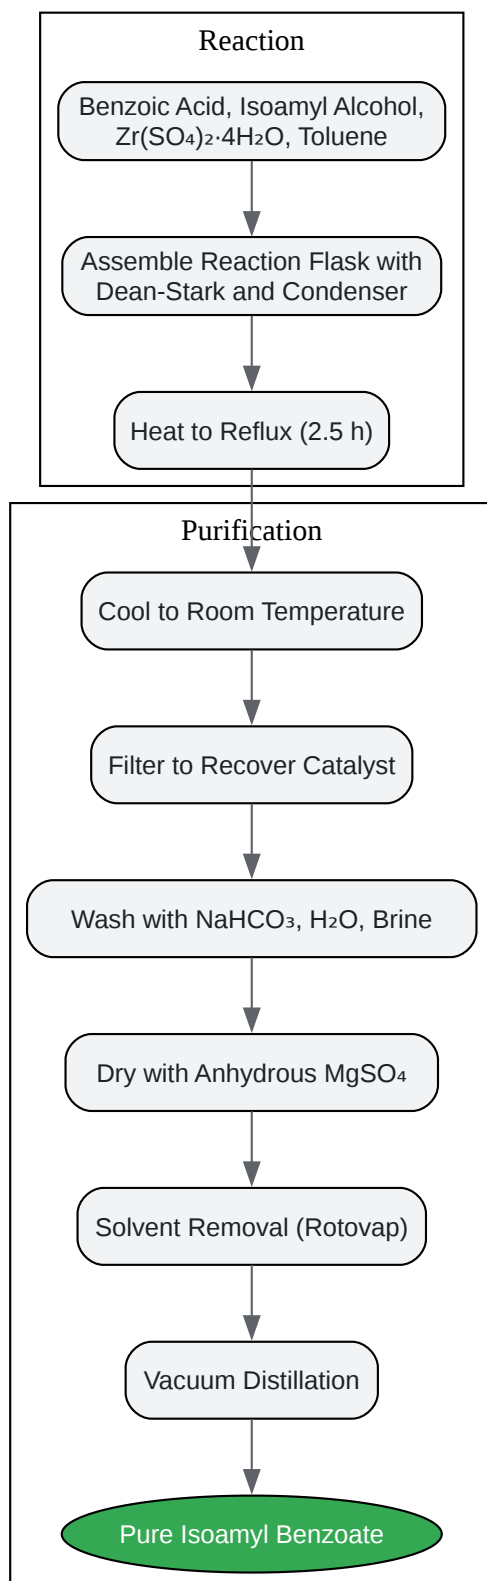 Reaction
Benzoic Acid, Isoamyl Alcohol,
Zr(SO₄)₂·4H₂O, Toluene
Assemble Reaction Flask with
Dean-Stark and Condenser
Heat to Reflux (2.5 h)
Purification
Cool to Room Temperature
Filter to Recover Catalyst
Wash with NaHCO₃, H₂O, Brine
Dry with Anhydrous MgSO₄
Solvent Removal (Rotovap)
Vacuum Distillation
Pure Isoamyl Benzoate